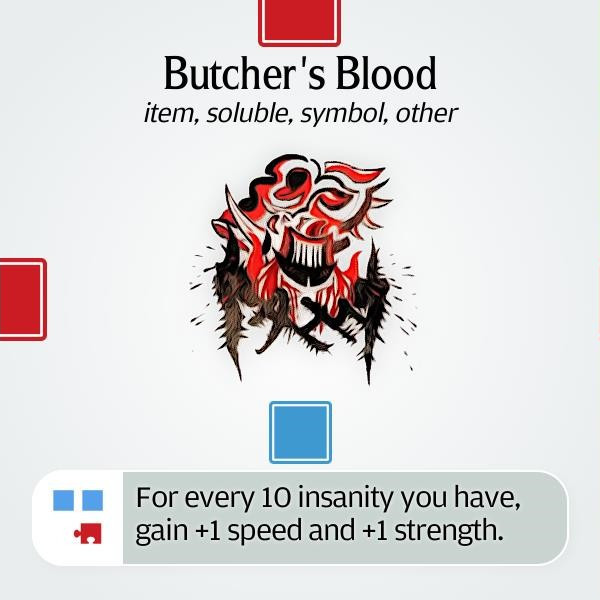 Butcher's Blood
item, soluble, symbol, other
For every 10 insanity you have,
gain +1 speed and +1 strength.